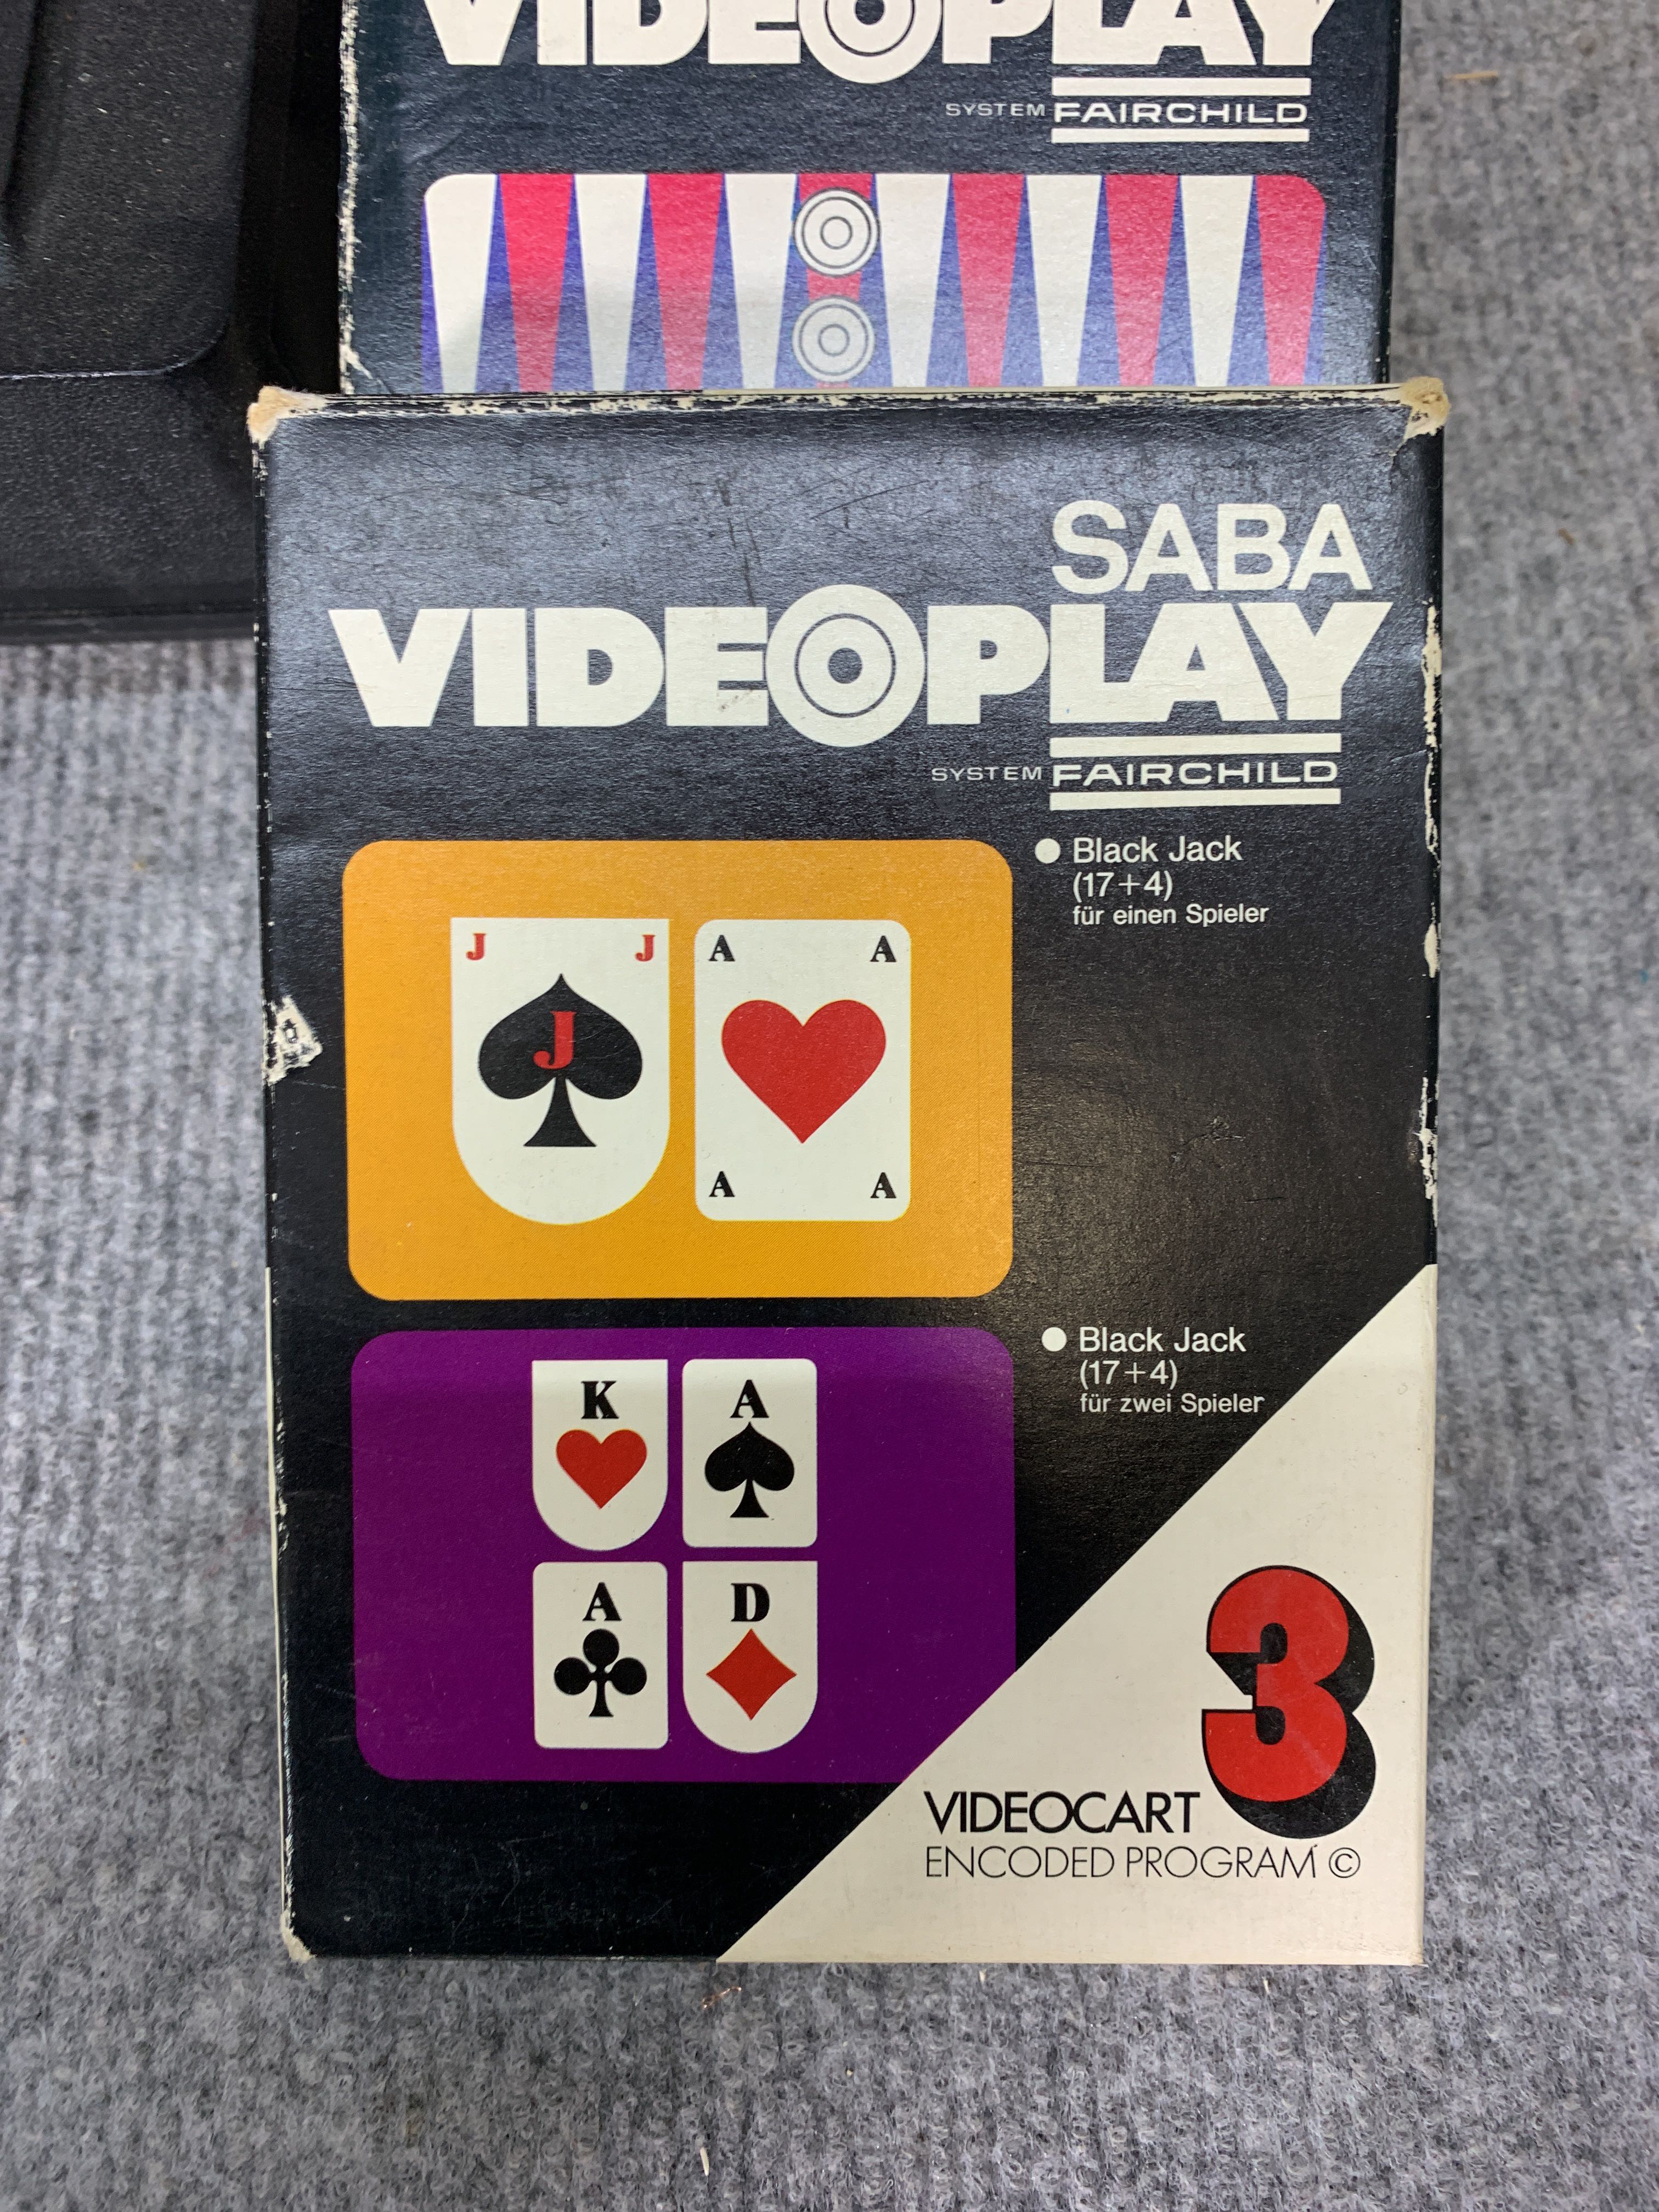 VIDEOPLAY
SYSTEM FAIRCHILD
SABA
VIDEOPLAY
SYSTEM FAIRCHILD
Black Jack
(17+4)
für einen Spieler
J J
J
A A
A A
Black Jack
(17+4)
für zwei Spieler
K A
A D
3
VIDEOCART
ENCODED PROGRAM ©